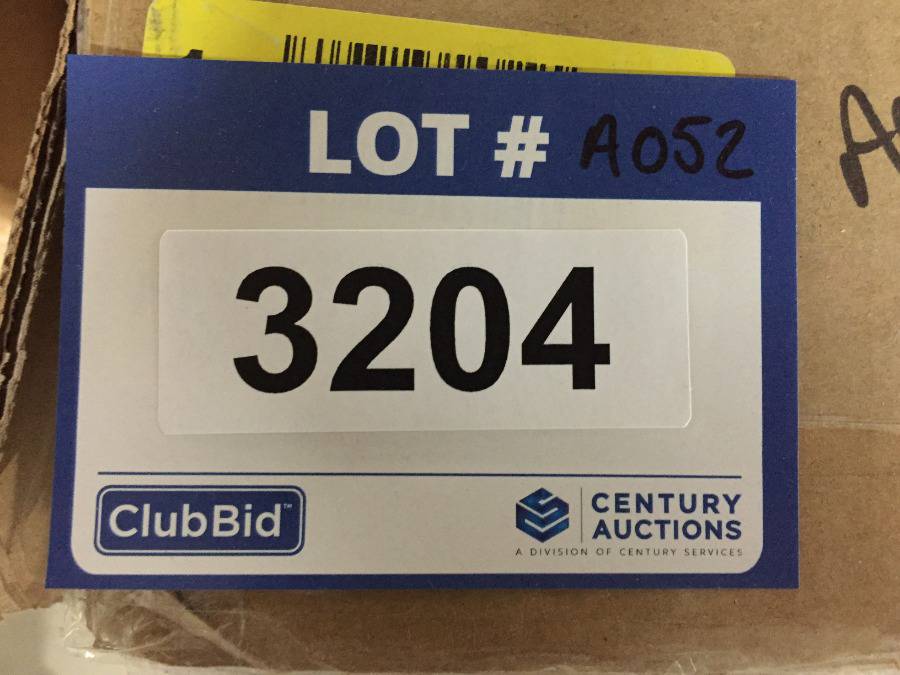 LOT # A052
3204
ClubBid™
CENTURY
AUCTIONS
A DIVISION OF CENTURY SERVICES